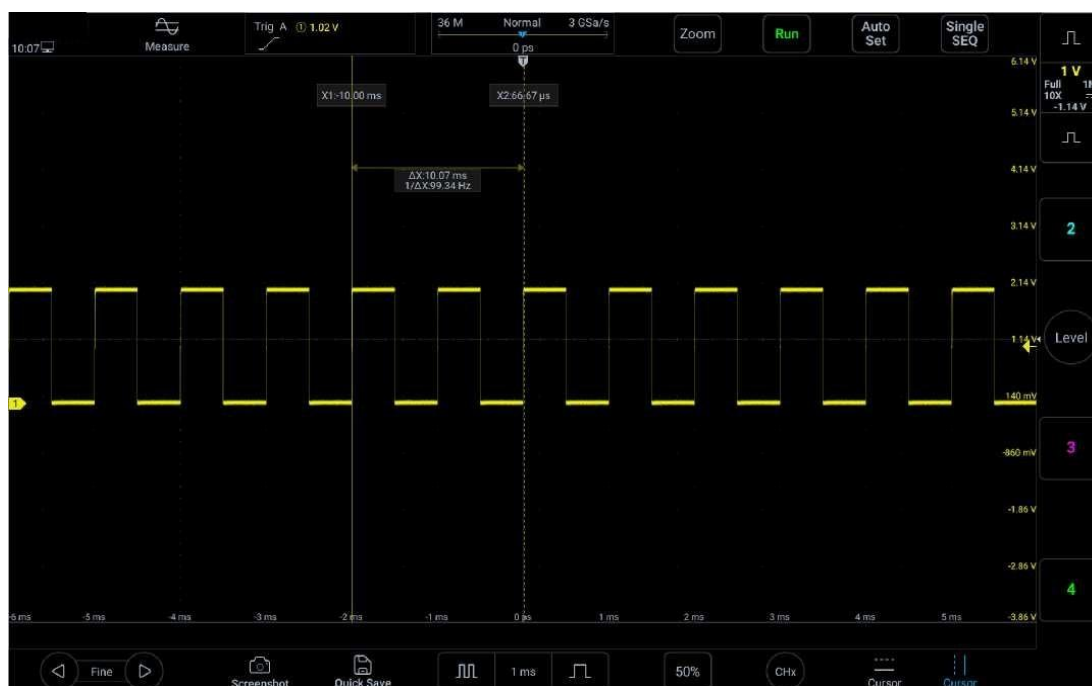 10:07
Measure
Trig A ① 1.02 V
36 M Normal 3 GSa/s
0 ps
Zoom
Run
Auto
Set
Single
SEQ
T
X1:-10.00 ms
X2:66.67 µs
ΔX:10.07 ms
1/ΔX:99.34 Hz
6.14 V
5.14 V
4.14 V
3.14 V
2.14 V
1.14 V
140 mV
-860 mV
-1.86 V
-2.86 V
-3.86 V
1
1 V
Full 1M
10X
-1.14 V
2
Level
3
4
-6 ms -5 ms -4 ms -3 ms -2 ms -1 ms 0 ps 1 ms 2 ms 3 ms 4 ms 5 ms
Fine
Screenshot
Quick Save
1 ms
50%
CHx
Cursor
Cursor